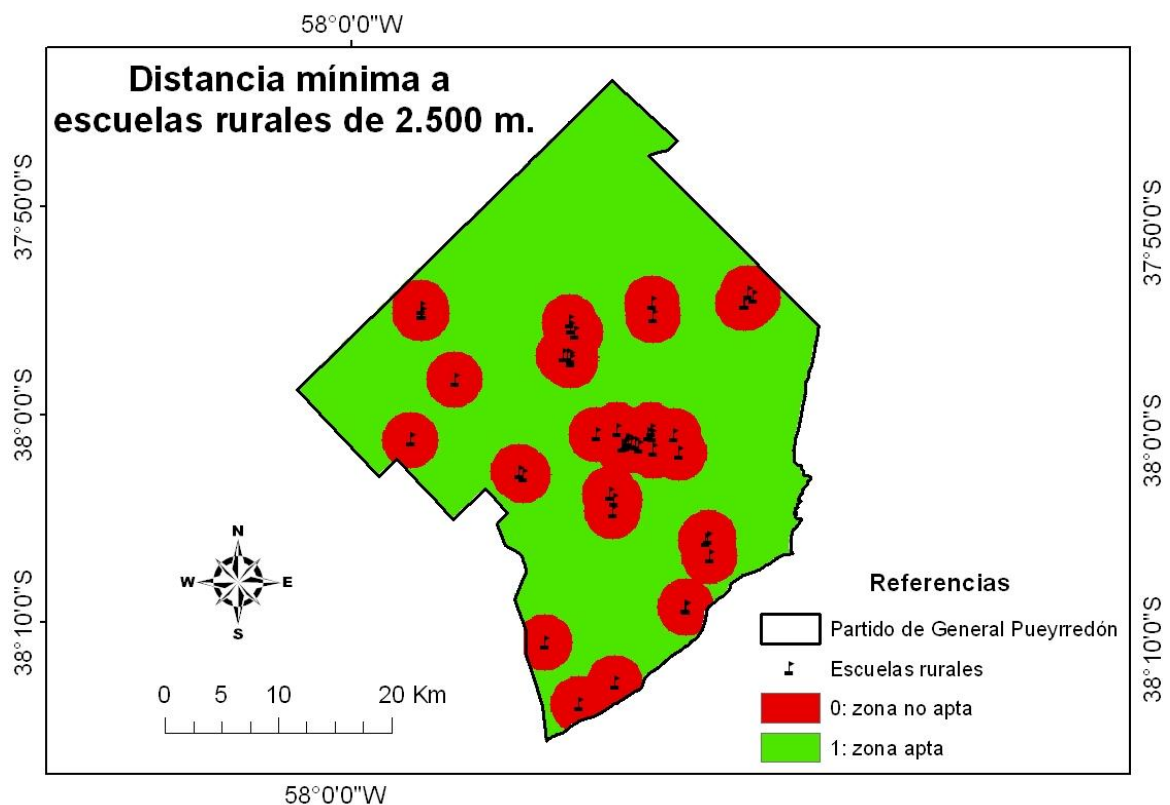 58°0'0"W
Distancia mínima a
escuelas rurales de 2.500 m.
37°50'0"S
37°50'0"S
38°0'0"S
38°0'0"S
38°10'0"S
38°10'0"S
N
W
E
S
0 5 10 20 Km
Referencias
Partido de General Pueyrredón
Escuelas rurales
0: zona no apta
1: zona apta
58°0'0"W